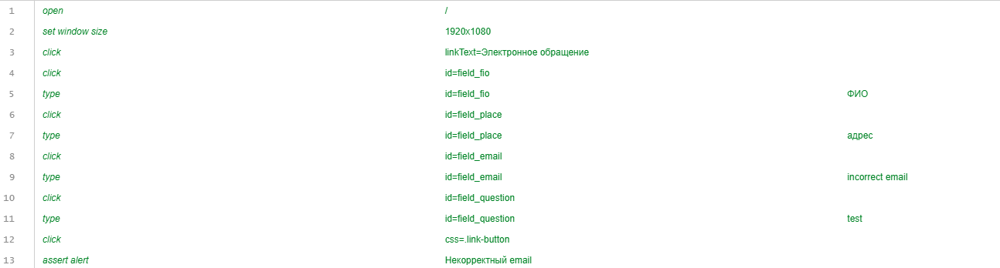 1 open /
2 set window size 1920x1080
3 click linkText=Электронное обращение
4 click id=field_fio
5 type id=field_fio ФИО
6 click id=field_place
7 type id=field_place адрес
8 click id=field_email
9 type id=field_email incorrect email
10 click id=field_question
11 type id=field_question test
12 click css=.link-button
13 assert alert Некорректный email